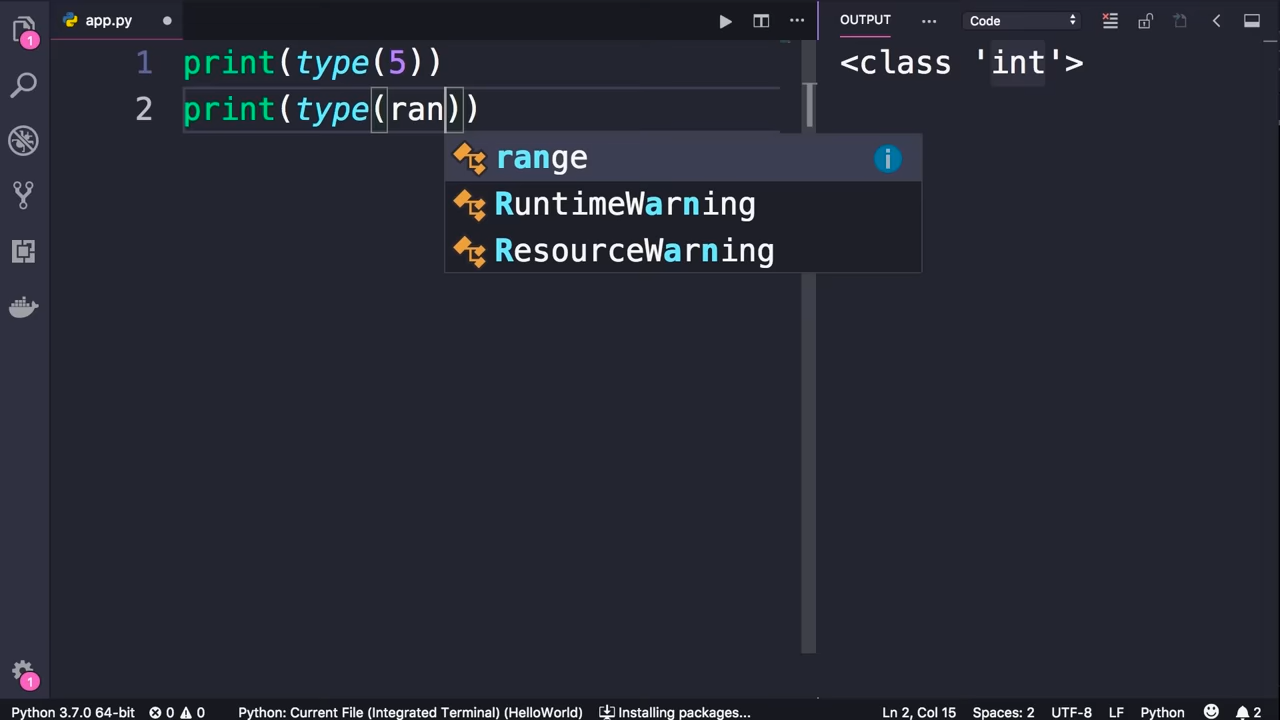 app.py
OUTPUT
Code
1 print(type(5))
2 print(type(ran))
range
RuntimeWarning
ResourceWarning
<class 'int'>
1
1
Python 3.7.0 64-bit 0 0 Python: Current File (Integrated Terminal) (HelloWorld) Installing packages... Ln 2, Col 15 Spaces: 2 UTF-8 LF Python 2